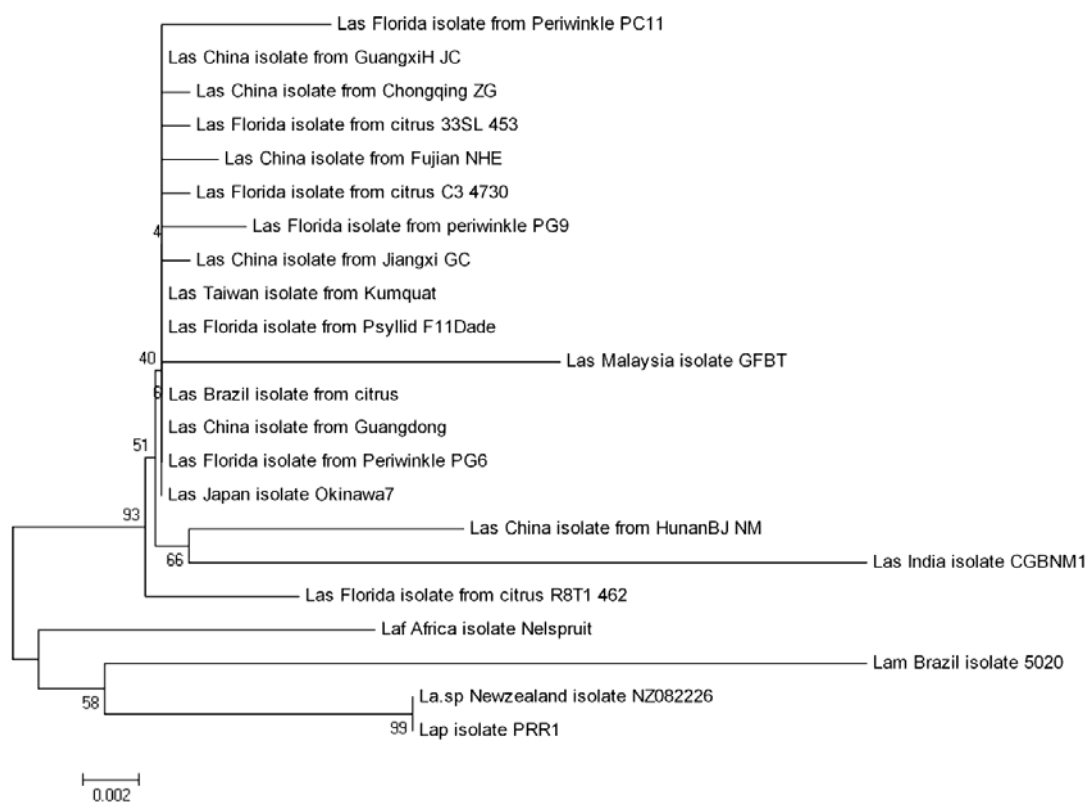 Las Florida isolate from Periwinkle PC11
Las China isolate from GuangxiH JC
Las China isolate from Chongqing ZG
Las Florida isolate from citrus 33SL 453
Las China isolate from Fujian NHE
Las Florida isolate from citrus C3 4730
Las Florida isolate from periwinkle PG9
4
Las China isolate from Jiangxi GC
Las Taiwan isolate from Kumquat
Las Florida isolate from Psyllid F11Dade
40
Las Malaysia isolate GFBT
6
Las Brazil isolate from citrus
Las China isolate from Guangdong
51
Las Florida isolate from Periwinkle PG6
Las Japan isolate Okinawa7
93
Las China isolate from HunanBJ NM
66
Las India isolate CGBNM1
Las Florida isolate from citrus R8T1 462
Laf Africa isolate Nelspruit
Lam Brazil isolate 5020
58
La.sp Newzealand isolate NZ082226
99
Lap isolate PRR1
0.002